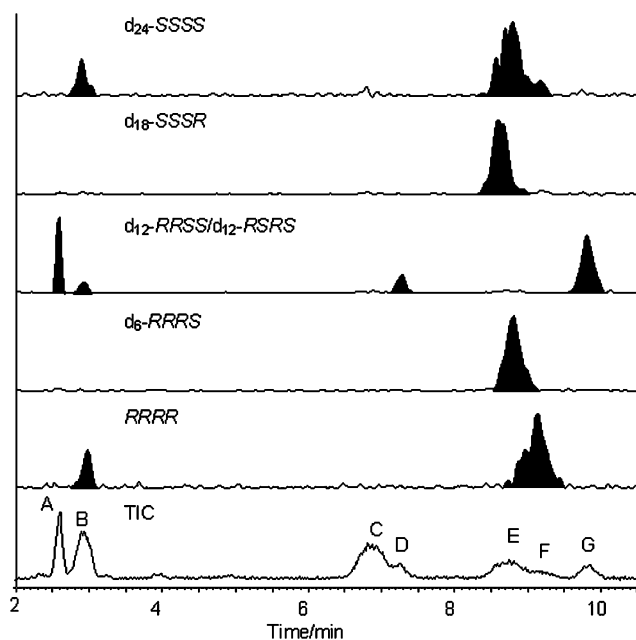 d₂₄-SSSS
d₁₈-SSSR
d₁₂-RRSS/d₁₂-RSRS
d₆-RRRS
RRRR
A B TIC C D E F G
2 4 6 8 10
Time/min